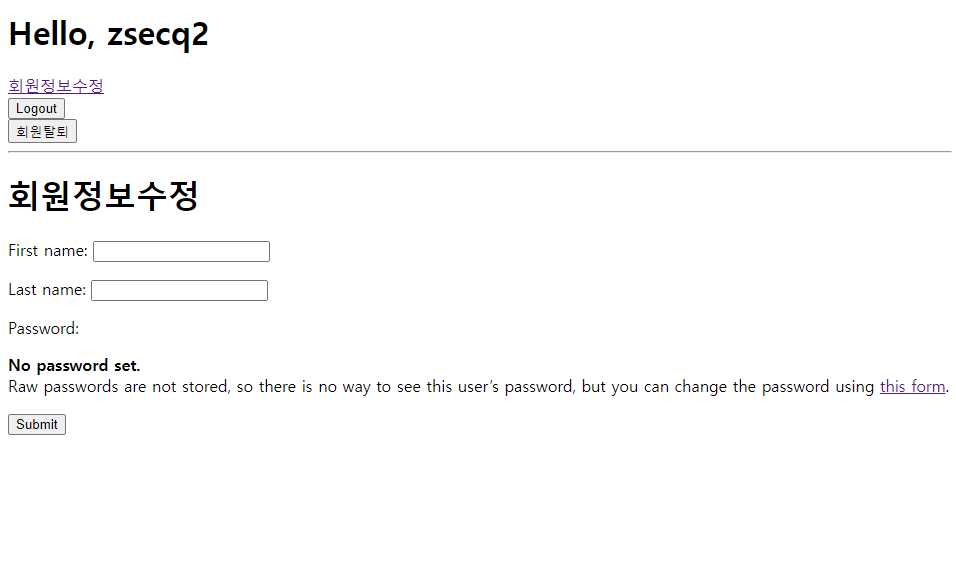 Hello, zsecq2
회원정보수정
Logout
회원탈퇴
회원정보수정
First name:
Last name:
Password:
No password set.
Raw passwords are not stored, so there is no way to see this user’s password, but you can change the password using this form.
Submit